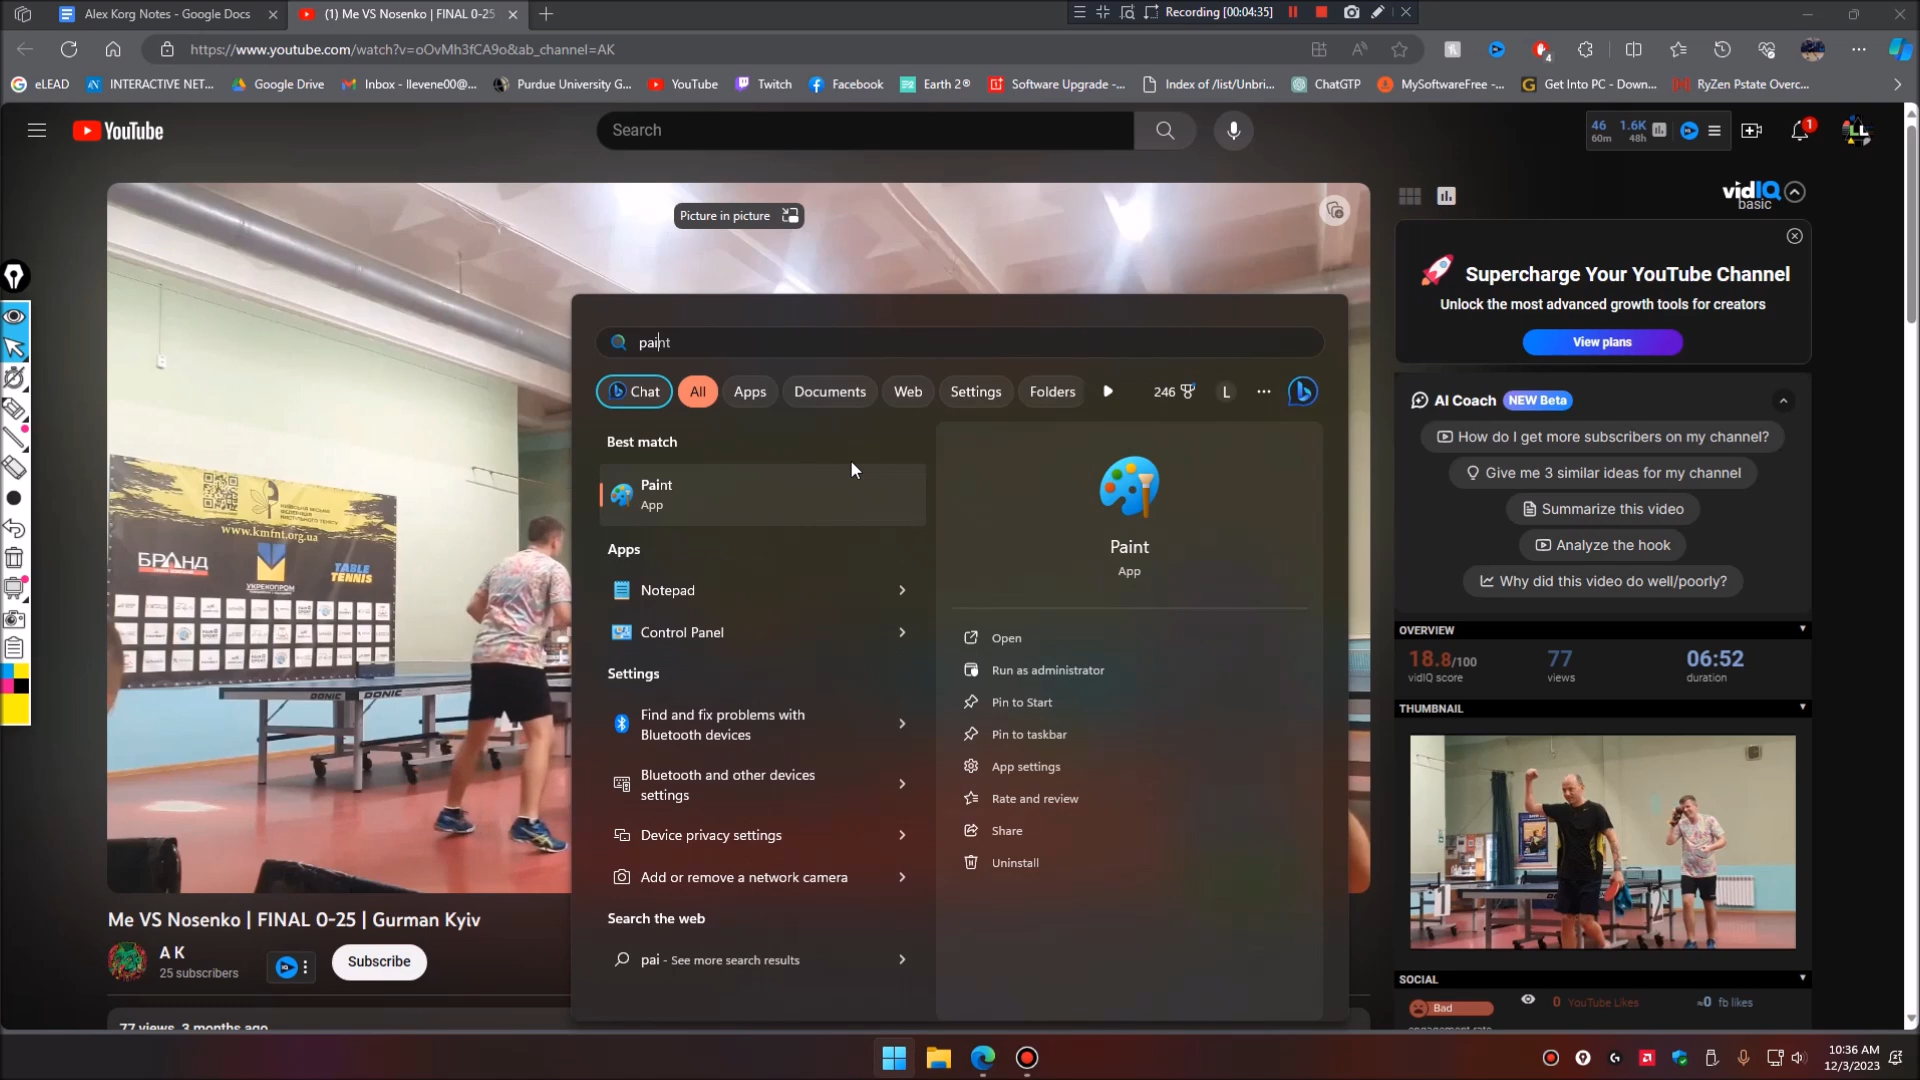 Alex Korg Notes - Google Docs
(1) Me VS Nosenko | FINAL 0-25
Recording [00:04:35]
https://www.youtube.com/watch?v=oOvMh3fCA9o&ab_channel=AK
4
eLEAD
INTERACTIVE NET...
Google Drive
Inbox - llevene00@...
Purdue University G...
YouTube
Twitch
Facebook
Earth 2®
Software Upgrade -...
Index of /list/Unbri...
ChatGTP
MySoftwareFree -...
Get Into PC - Down...
RyZen Pstate Overc...
YouTube
Search
46
60m
1.6K
48h
1
LL
Picture in picture
vidIQ
basic
Supercharge Your YouTube Channel
Unlock the most advanced growth tools for creators
View plans
paint
Chat
All
Apps
Documents
Web
Settings
Folders
246
L
Best match
Paint
App
Apps
Notepad
Control Panel
Settings
Find and fix problems with
Bluetooth devices
Bluetooth and other devices
settings
Device privacy settings
Add or remove a network camera
Search the web
pai - See more search results
Paint
App
Open
Run as administrator
Pin to Start
Pin to taskbar
App settings
Rate and review
Share
Uninstall
AI Coach NEW Beta
How do I get more subscribers on my channel?
Give me 3 similar ideas for my channel
Summarize this video
Analyze the hook
Why did this video do well/poorly?
OVERVIEW
18.8/100
vidIQ score
77
views
06:52
duration
THUMBNAIL
SOCIAL
Bad
0 YouTube Likes
≈0 fb likes
www.kmfnt.org.ua
БРАНД
УКРЕКОПРОМ
TABLE
TENNIS
DONIC
DONIC
Me VS Nosenko | FINAL 0-25 | Gurman Kyiv
A K
25 subscribers
Subscribe
77 views 3 months ago
10:36 AM
12/3/2023